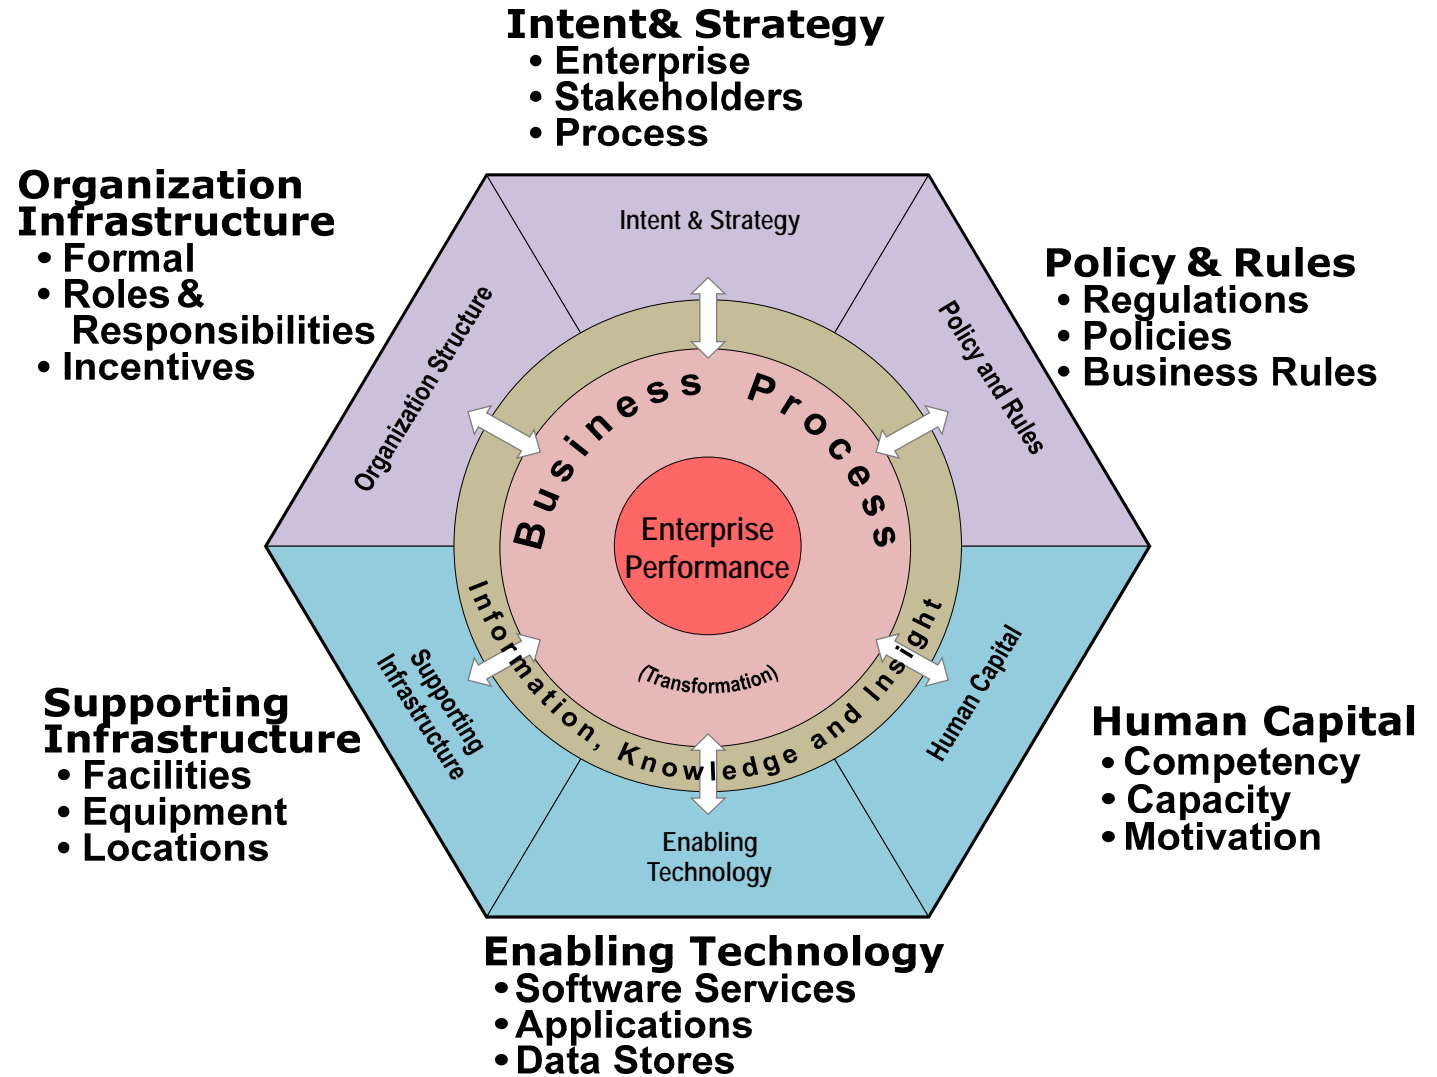 Intent& Strategy
• Enterprise
• Stakeholders
• Process
Organization
Infrastructure
• Formal
• Roles &
Responsibilities
• Incentives
Policy & Rules
• Regulations
• Policies
• Business Rules
Intent & Strategy
Organization Structure
Policy and Rules
Business Process
Enterprise
Performance
(Transformation)
Information, Knowledge and Insight
Supporting
Infrastructure
Human Capital
Enabling
Technology
Supporting
Infrastructure
• Facilities
• Equipment
• Locations
Human Capital
• Competency
• Capacity
• Motivation
Enabling Technology
• Software Services
• Applications
• Data Stores